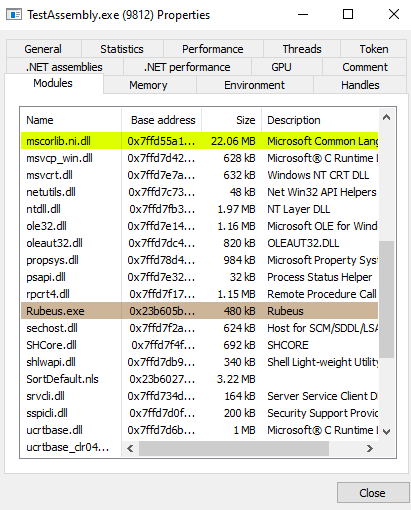 TestAssembly.exe (9812) Properties
General Statistics Performance Threads Token
.NET assemblies .NET performance GPU Comment
Modules Memory Environment Handles
Name Base address Size Description
mscorlib.ni.dll 0x7ffd55a1... 22.06 MB Microsoft Common Lang
msvcp_win.dll 0x7ffd7d42... 628 kB Microsoft® C Runtime L
msvcrt.dll 0x7ffd7e7a... 632 kB Windows NT CRT DLL
netutils.dll 0x7ffd7c73... 48 kB Net Win32 API Helpers
ntdll.dll 0x7ffd7fb3... 1.97 MB NT Layer DLL
ole32.dll 0x7ffd7e14... 1.16 MB Microsoft OLE for Windo
oleaut32.dll 0x7ffd7dc4... 820 kB OLEAUT32.DLL
propsys.dll 0x7ffd78d4... 984 kB Microsoft Property Syst
psapi.dll 0x7ffd7e32... 32 kB Process Status Helper
rpcrt4.dll 0x7ffd7f17... 1.15 MB Remote Procedure Call
Rubeus.exe 0x23b605b... 480 kB Rubeus
sechost.dll 0x7ffd7f2a... 624 kB Host for SCM/SDDL/LSA
SHCore.dll 0x7ffd7f4f... 692 kB SHCORE
shlwapi.dll 0x7ffd7db9... 340 kB Shell Light-weight Utility
SortDefault.nls 0x23b6027... 3.22 MB
srvcli.dll 0x7ffd734d... 164 kB Server Service Client D
sspicli.dll 0x7ffd7d0f... 200 kB Security Support Provic
ucrtbase.dll 0x7ffd7d6b... 1 MB Microsoft® C Runtime L
ucrtbase_clr04...
Close